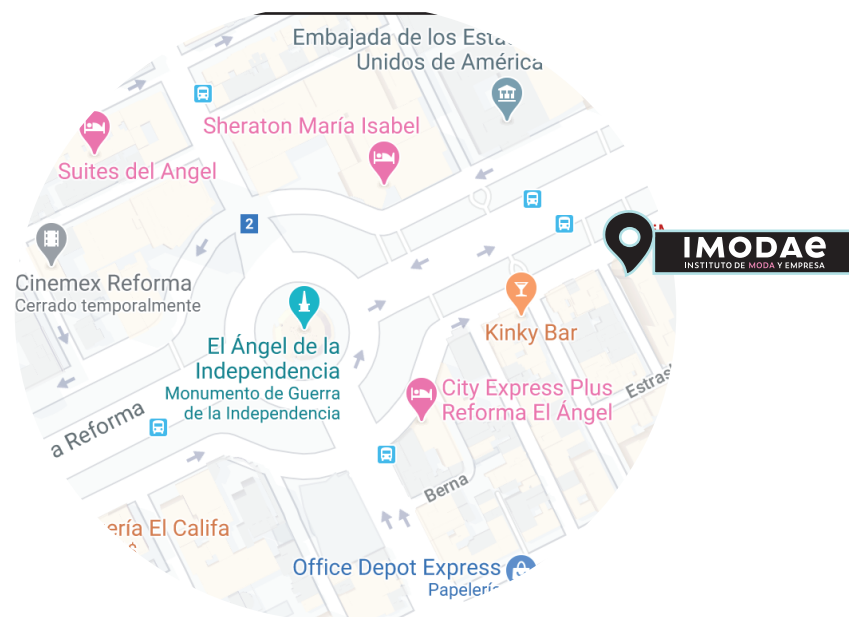 Embajada de los Esta
Unidos de América
Sheraton María Isabel
Suites del Angel
2
IMODAe
INSTITUTO DE MODA Y EMPRESA
Cinemex Reforma
Cerrado temporalmente
Kinky Bar
El Ángel de la
Independencia
Monumento de Guerra
de la Independencia
City Express Plus
Reforma El Ángel
Estras
a Reforma
Berna
ería El Califa
Office Depot Express
Papelería